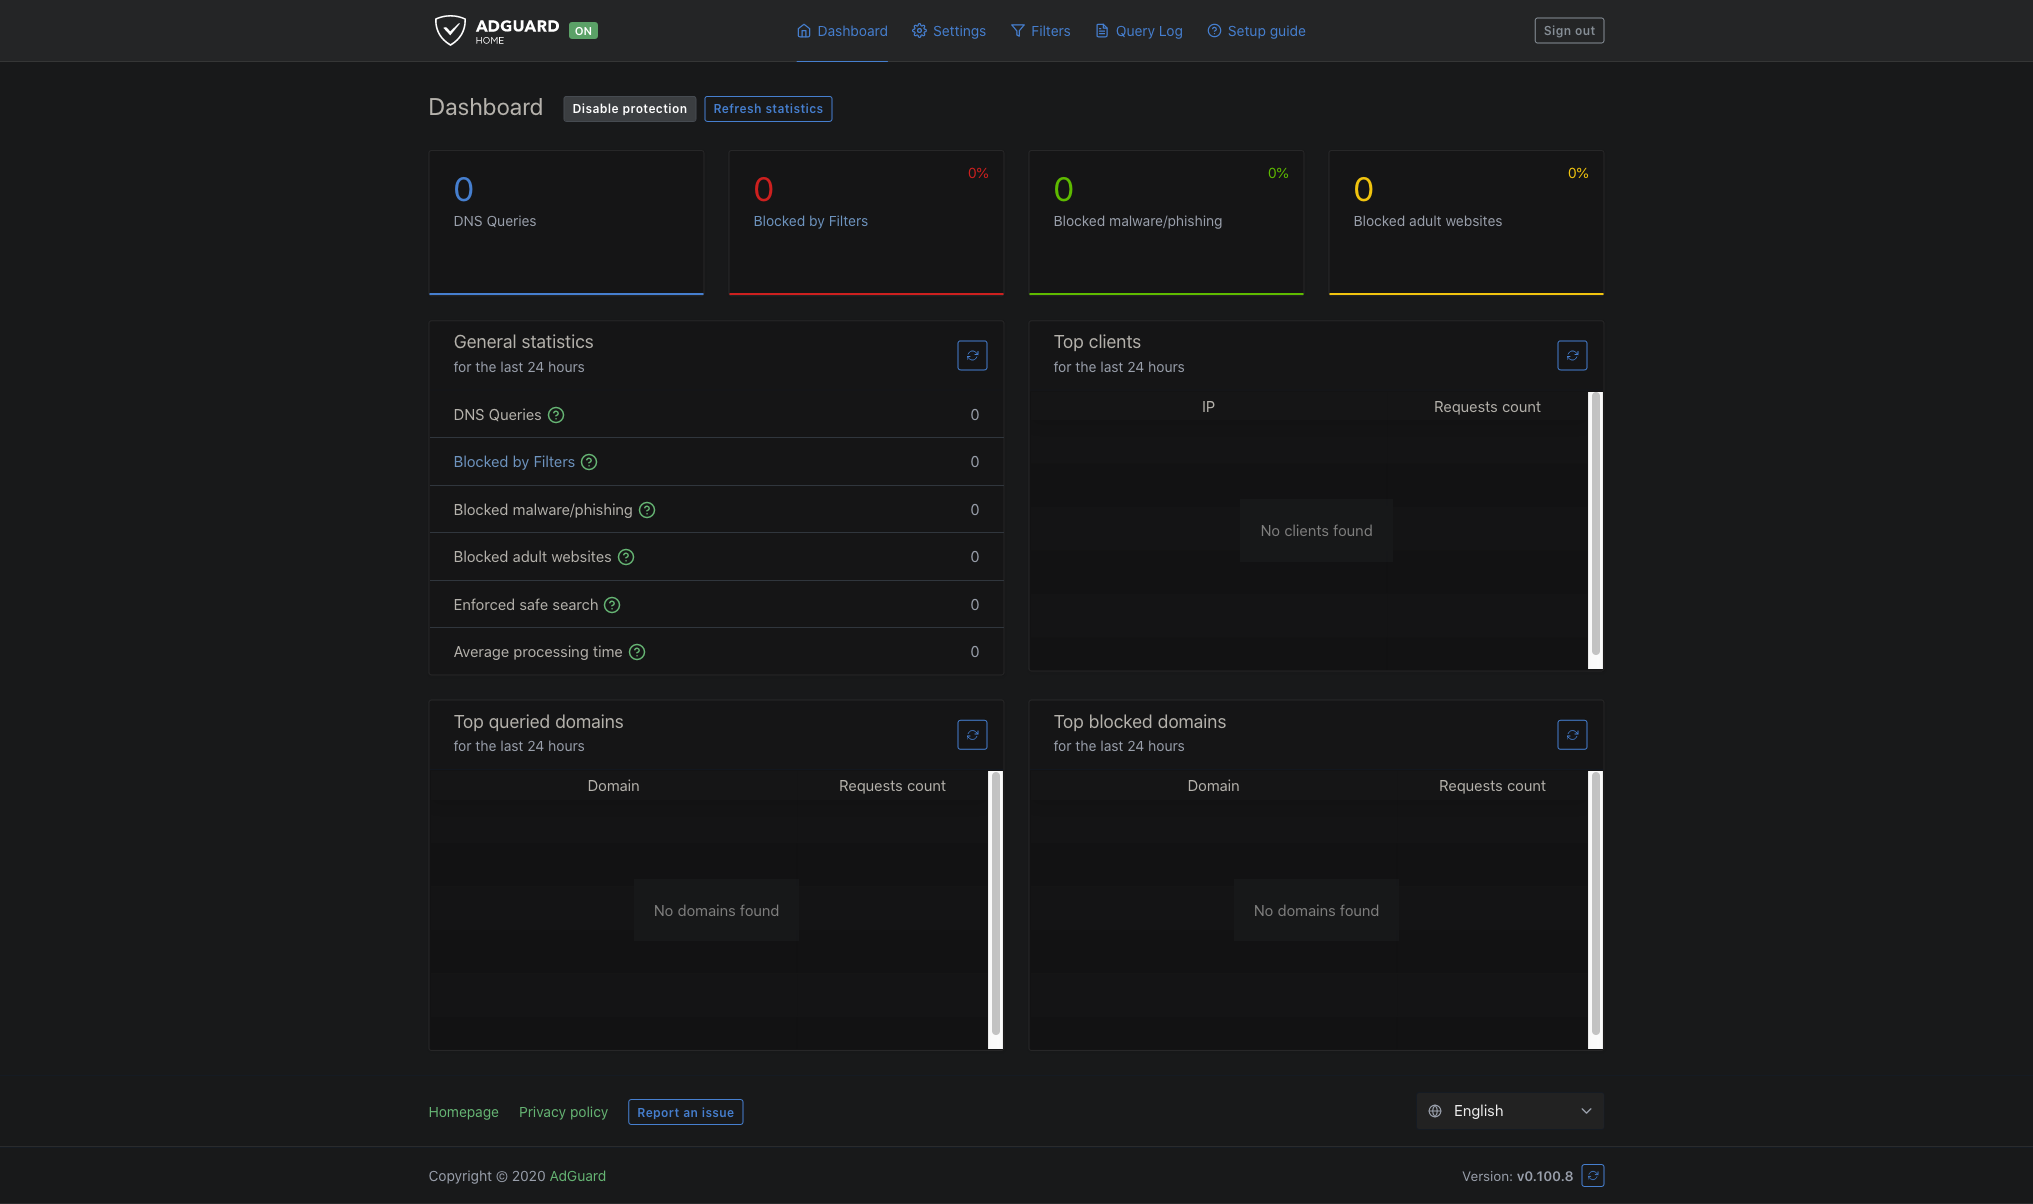 ADGUARD
HOME
ON
Dashboard
Settings
Filters
Query Log
Setup guide
Sign out
Dashboard
Disable protection
Refresh statistics
0
DNS Queries
0%
0
Blocked by Filters
0%
0
Blocked malware/phishing
0%
0
Blocked adult websites
General statistics
for the last 24 hours
DNS Queries 0
Blocked by Filters 0
Blocked malware/phishing 0
Blocked adult websites 0
Enforced safe search 0
Average processing time 0
Top clients
for the last 24 hours
IP Requests count
No clients found
Top queried domains
for the last 24 hours
Domain Requests count
No domains found
Top blocked domains
for the last 24 hours
Domain Requests count
No domains found
Homepage
Privacy policy
Report an issue
English
Copyright © 2020 AdGuard
Version: v0.100.8